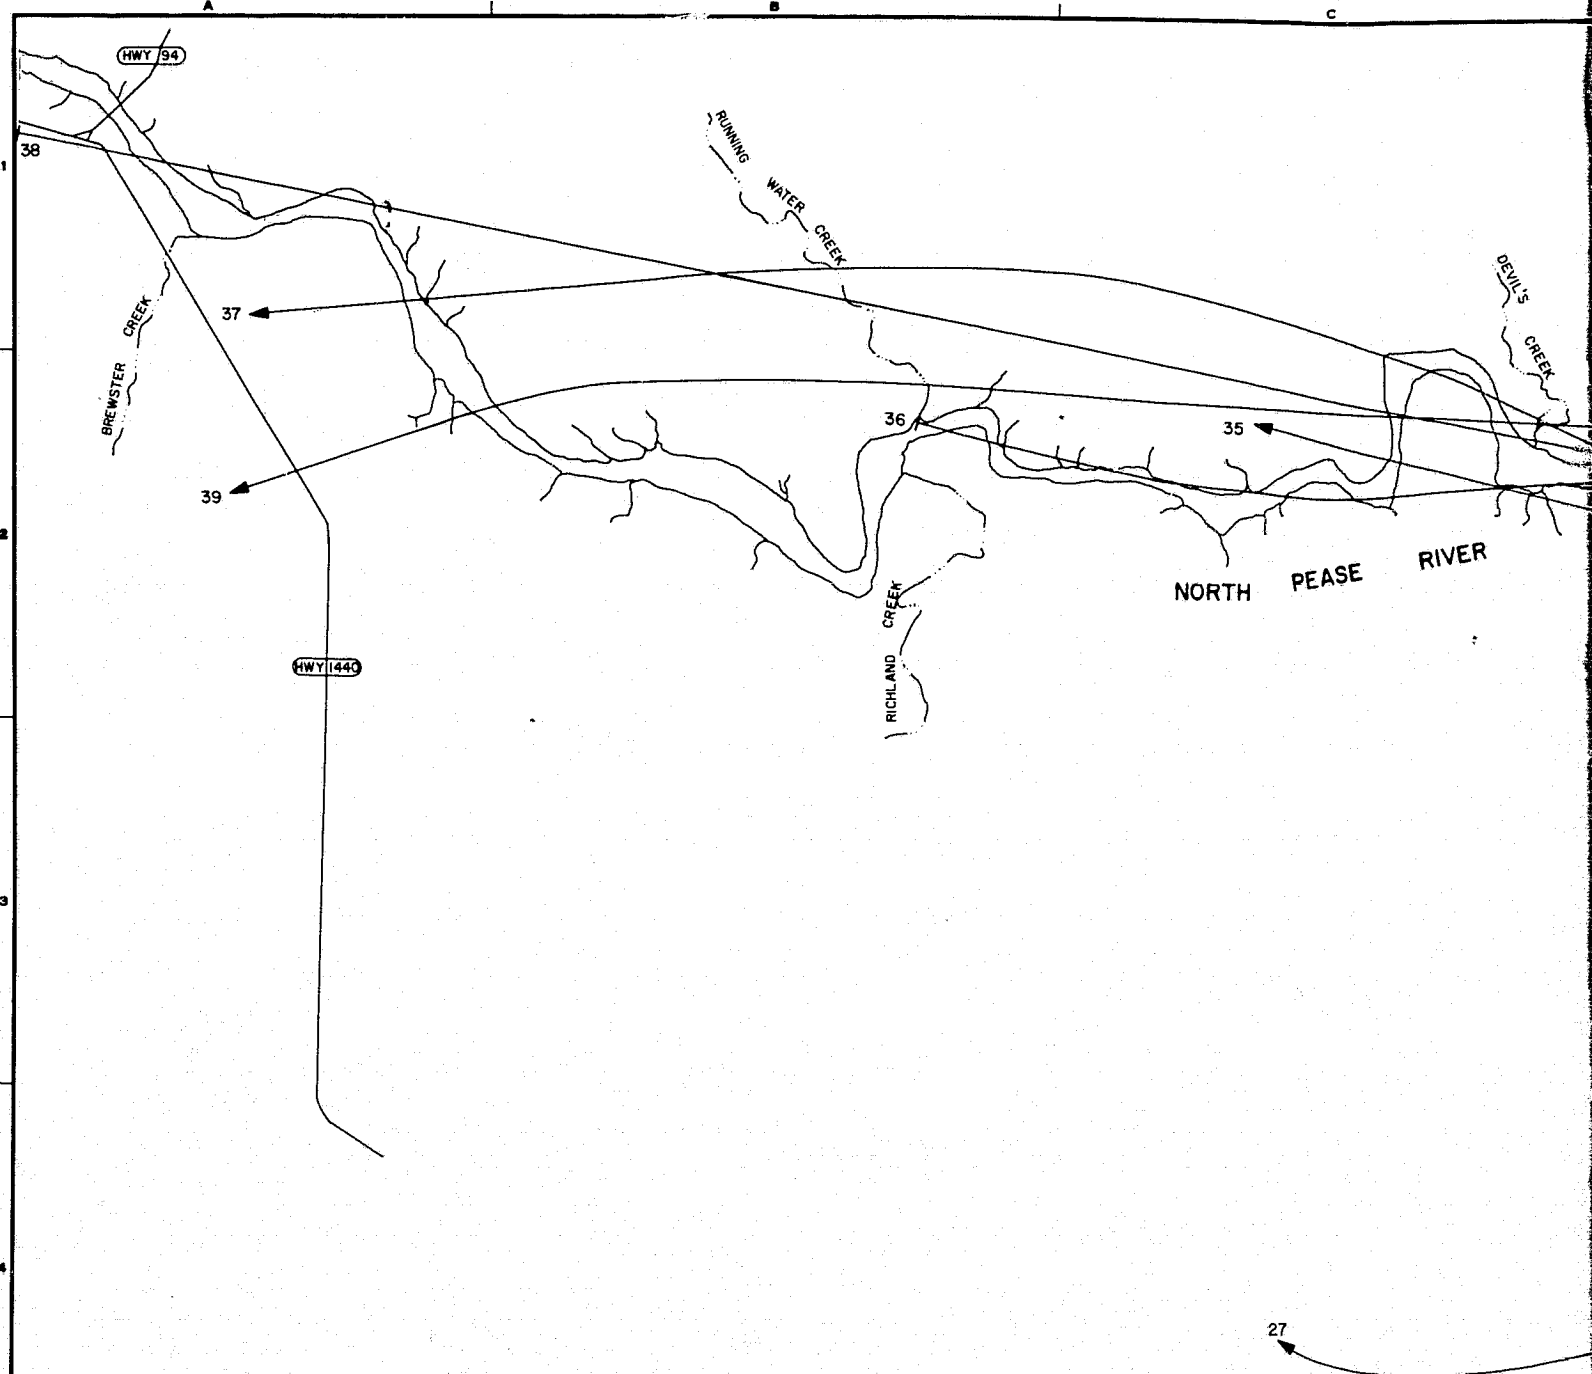 A
B
C
HWY 94
1
38
RUNNING WATER CREEK
DEVIL'S CREEK
BREWSTER CREEK
37
36
35
39
2
NORTH PEASE RIVER
RICHLAND CREEK
HWY 1440
3
4
27